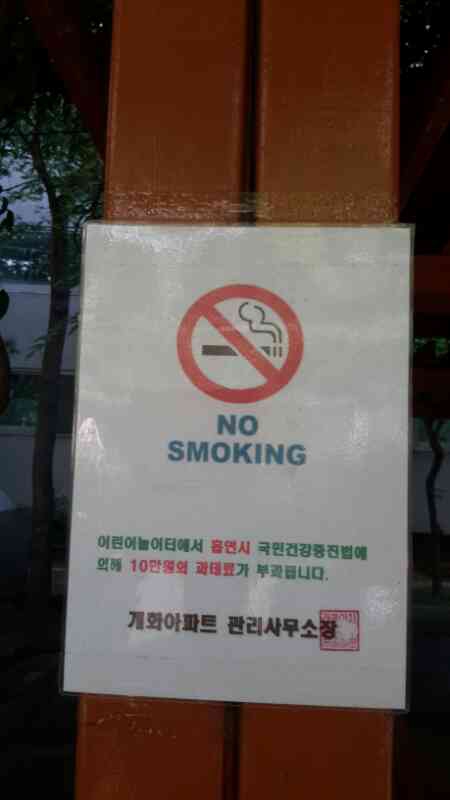 NO
SMOKING
어린이놀이터에서 흡연시 국민건강증진법에
의해 10만원의 과태료가 부과됩니다.
개화아파트 관리사무소장